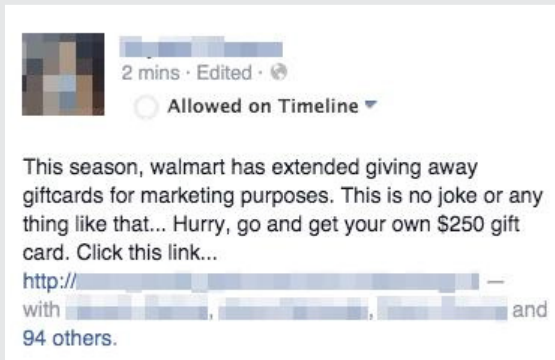 2 mins · Edited ·
Allowed on Timeline
This season, walmart has extended giving away
giftcards for marketing purposes. This is no joke or any
thing like that... Hurry, go and get your own $250 gift
card. Click this link...
http:// —
with , , and
94 others.